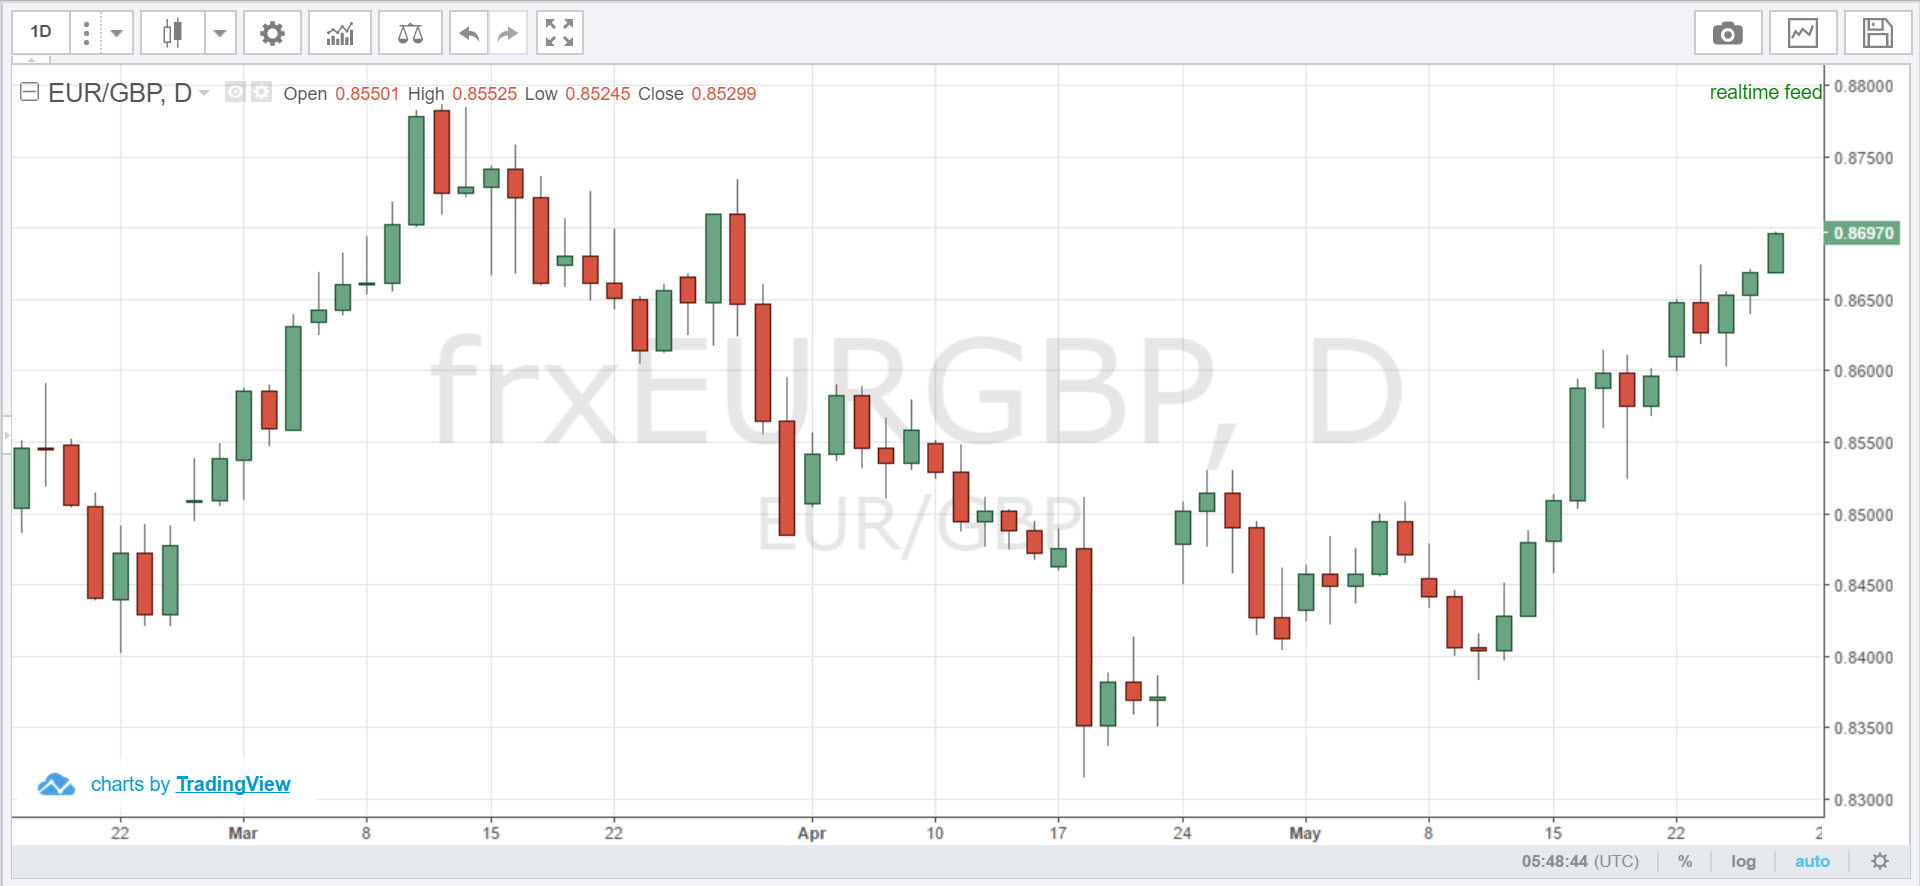 1D
EUR/GBP, D Open 0.85501 High 0.85525 Low 0.85245 Close 0.85299
realtime feed
0.88000
0.87500
0.86970
0.86500
0.86000
0.85500
0.85000
0.84500
0.84000
0.83500
0.83000
frxEURGBP, D
EUR/GBP
charts by TradingView
22 Mar 8 15 22 Apr 10 17 24 May 8 15 22
05:48:44 (UTC) % log auto